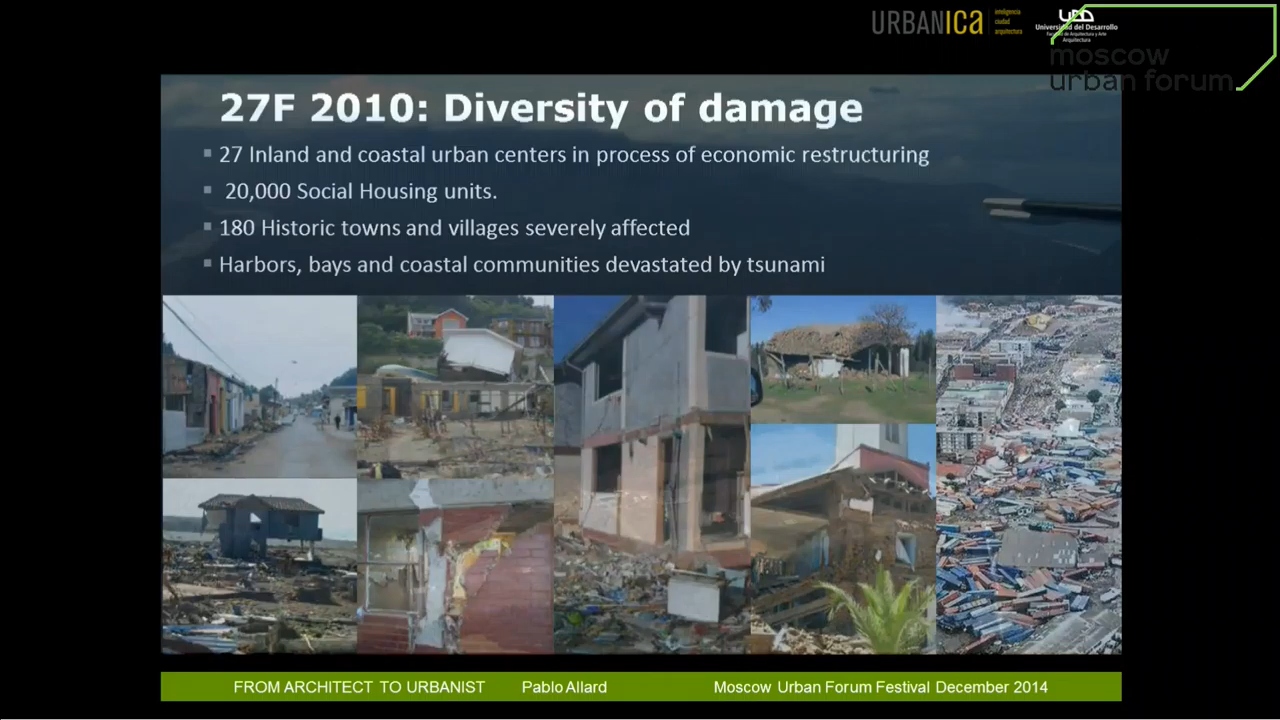 URBANICA
inteligencia
ciudad
arquitectura
UDD
Universidad del Desarrollo
Facultad de Arquitectura y Arte
Arquitectura
moscow
urban forum
27F 2010: Diversity of damage
27 Inland and coastal urban centers in process of economic restructuring
20,000 Social Housing units.
180 Historic towns and villages severely affected
Harbors, bays and coastal communities devastated by tsunami
FROM ARCHITECT TO URBANIST Pablo Allard Moscow Urban Forum Festival December 2014